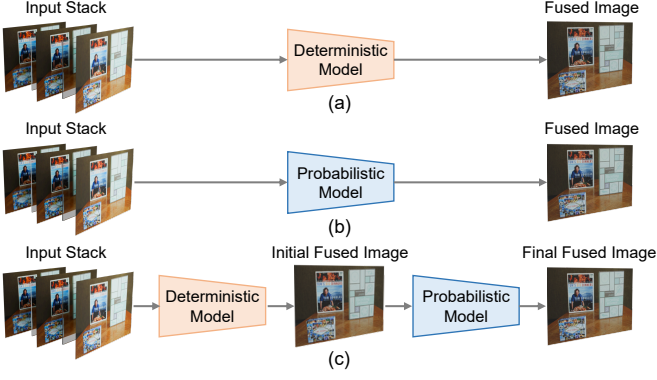 Input Stack
Fused Image
Deterministic
Model
(a)
Input Stack
Fused Image
Probabilistic
Model
(b)
Input Stack
Initial Fused Image
Final Fused Image
Deterministic
Model
Probabilistic
Model
(c)